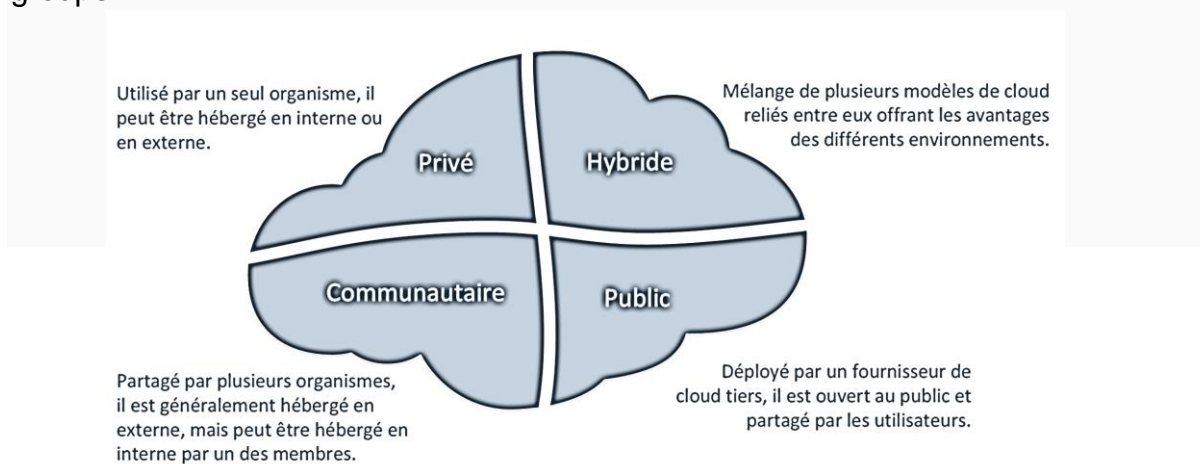 Utilisé par un seul organisme, il
peut être hébergé en interne ou
en externe.
Mélange de plusieurs modèles de cloud
reliés entre eux offrant les avantages
des différents environnements.
Privé
Hybride
Communautaire
Public
Partagé par plusieurs organismes,
il est généralement hébergé en
externe, mais peut être hébergé en
interne par un des membres.
Déployé par un fournisseur de
cloud tiers, il est ouvert au public et
partagé par les utilisateurs.